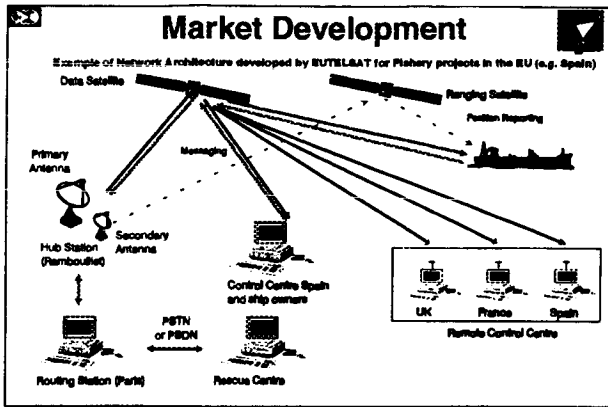 Market Development
Example of Network Architecture developed by EUTELSAT for Fishery projects in the EU (e.g. Spain)
Data Satellite
Ranging Satellite
Position Reporting
Messaging
Primary
Antenna
Secondary
Antenna
Hub Station
(Rambouillet)
Control Centre Spain
and ship owners
UK
France
Spain
Remote Control Centre
PSTN
or PSDN
Routing Station (Paris)
Rescue Centre